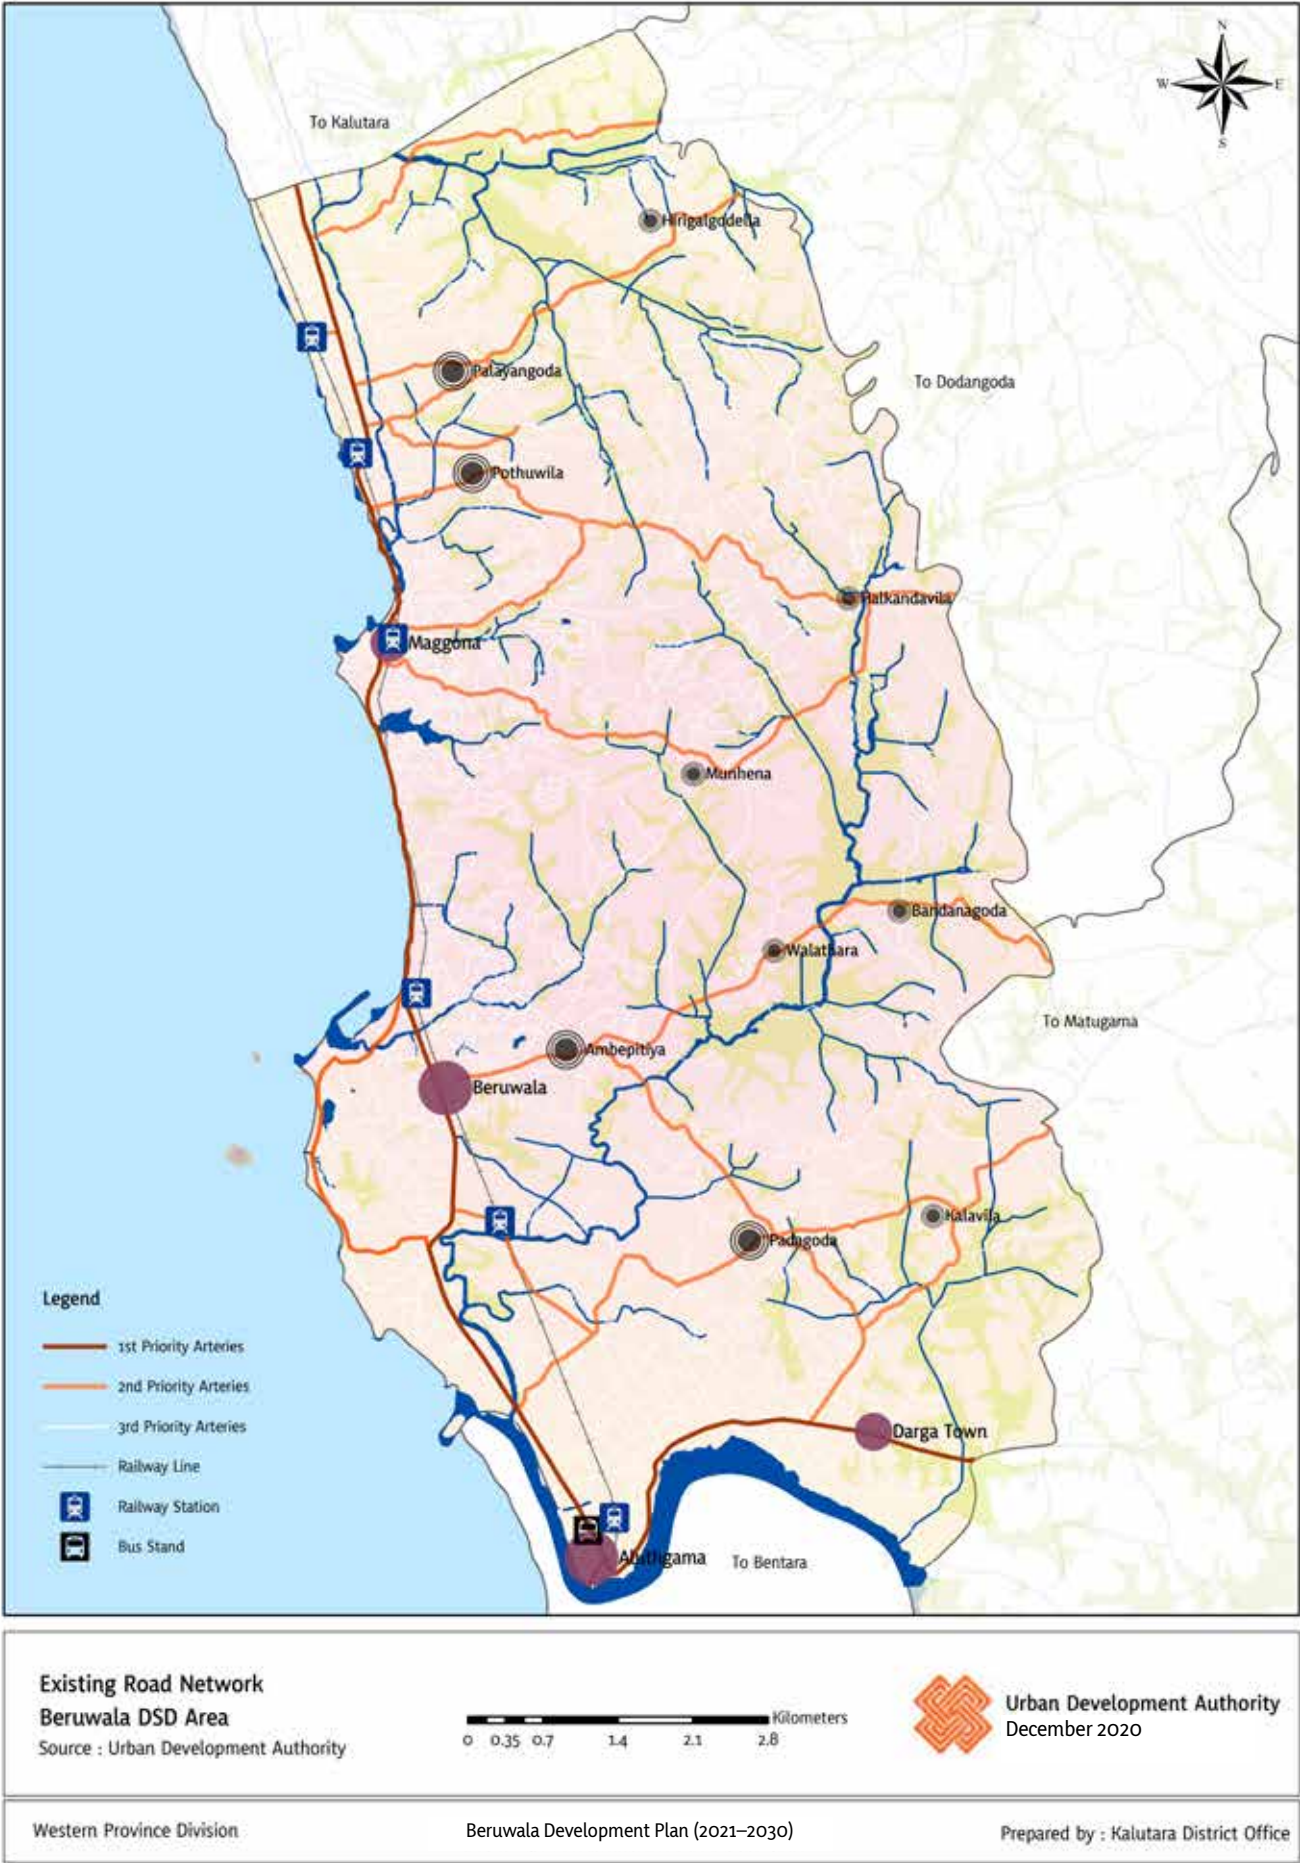 N
W
E
S
To Kalutara
Hirigalgodella
Palayangoda
To Dodangoda
Pothuwila
Halkandavila
Maggona
Munhena
Bandanagoda
Walathara
To Matugama
Ambepitiya
Beruwala
Kalavila
Padagoda
Legend
1st Priority Arteries
2nd Priority Arteries
3rd Priority Arteries
Railway Line
Railway Station
Bus Stand
Darga Town
Aluthgama
To Bentara
Existing Road Network
Beruwala DSD Area
Source : Urban Development Authority
Kilometers
0 0.35 0.7 1.4 2.1 2.8
Urban Development Authority
December 2020
Western Province Division
Beruwala Development Plan (2021–2030)
Prepared by : Kalutara District Office